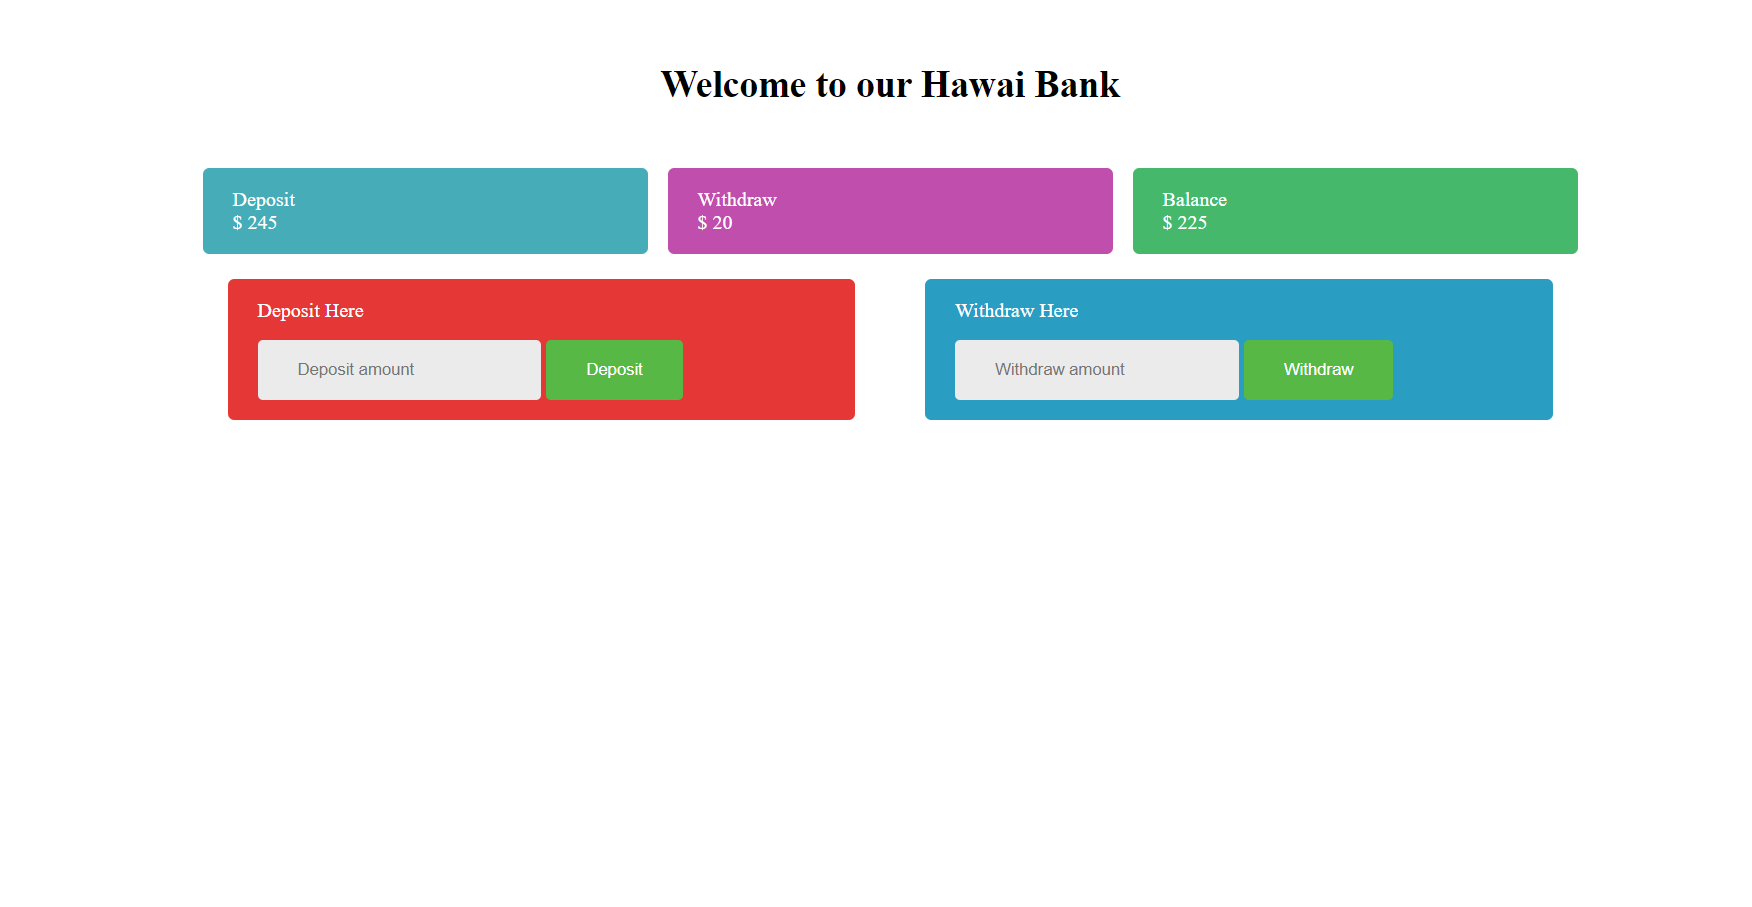 Welcome to our Hawai Bank
Deposit
$ 245
Withdraw
$ 20
Balance
$ 225
Deposit Here
Deposit amount
Deposit
Withdraw Here
Withdraw amount
Withdraw